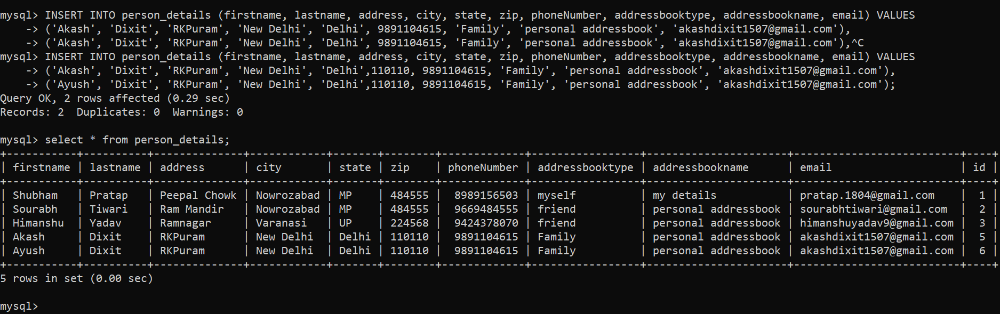 mysql> INSERT INTO person_details (firstname, lastname, address, city, state, zip, phoneNumber, addressbooktype, addressbookname, email) VALUES
    -> ('Akash', 'Dixit', 'RKPuram', 'New Delhi', 'Delhi', 9891104615, 'Family', 'personal addressbook', 'akashdixit1507@gmail.com'),
    -> ('Akash', 'Dixit', 'RKPuram', 'New Delhi', 'Delhi', 9891104615, 'Family', 'personal addressbook', 'akashdixit1507@gmail.com'),^C
mysql> INSERT INTO person_details (firstname, lastname, address, city, state, zip, phoneNumber, addressbooktype, addressbookname, email) VALUES
    -> ('Akash', 'Dixit', 'RKPuram', 'New Delhi', 'Delhi',110110, 9891104615, 'Family', 'personal addressbook', 'akashdixit1507@gmail.com'),
    -> ('Ayush', 'Dixit', 'RKPuram', 'New Delhi', 'Delhi',110110, 9891104615, 'Family', 'personal addressbook', 'akashdixit1507@gmail.com');
Query OK, 2 rows affected (0.29 sec)
Records: 2  Duplicates: 0  Warnings: 0

mysql> select * from person_details;
+-----------+----------+--------------+------------+-------+--------+-------------+-----------------+----------------------+--------------------------+----+
| firstname | lastname | address      | city       | state | zip    | phoneNumber | addressbooktype | addressbookname      | email                    | id |
+-----------+----------+--------------+------------+-------+--------+-------------+-----------------+----------------------+--------------------------+----+
| Shubham   | Pratap   | Peepal Chowk | Nowrozabad | MP    | 484555 |  8989156503 | myself          | my details           | pratap.1804@gmail.com    |  1 |
| Sourabh   | Tiwari   | Ram Mandir   | Nowrozabad | MP    | 484555 |  9669484555 | friend          | personal addressbook | sourabhtiwari@gmail.com  |  2 |
| Himanshu  | Yadav    | Ramnagar     | Varanasi   | UP    | 224568 |  9424378070 | friend          | personal addressbook | himanshuyadav9@gmail.com |  3 |
| Akash     | Dixit    | RKPuram      | New Delhi  | Delhi | 110110 |  9891104615 | Family          | personal addressbook | akashdixit1507@gmail.com |  5 |
| Ayush     | Dixit    | RKPuram      | New Delhi  | Delhi | 110110 |  9891104615 | Family          | personal addressbook | akashdixit1507@gmail.com |  6 |
+-----------+----------+--------------+------------+-------+--------+-------------+-----------------+----------------------+--------------------------+----+
5 rows in set (0.00 sec)

mysql>